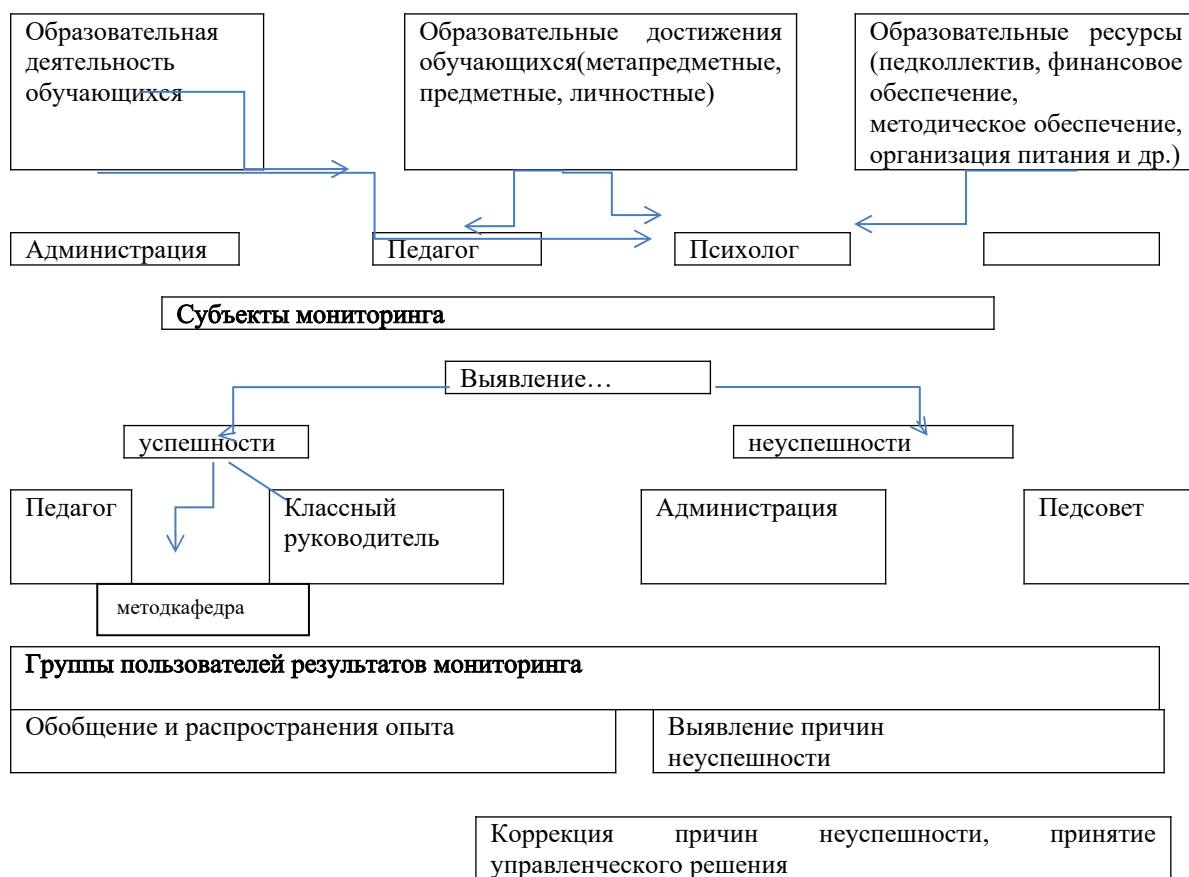 Образовательная
деятельность
обучающихся
Образовательные достижения
обучающихся(метапредметные,
предметные, личностные)
Образовательные ресурсы
(педколлектив, финансовое
обеспечение,
методическое обеспечение,
организация питания и др.)
Администрация
Педагог
Психолог
Субъекты мониторинга
Выявление…
успешности
неуспешности
Педагог
Классный
руководитель
Администрация
Педсовет
методкафедра
Группы пользователей результатов мониторинга
Обобщение и распространения опыта
Выявление причин
неуспешности
Коррекция причин неуспешности, принятие
управленческого решения